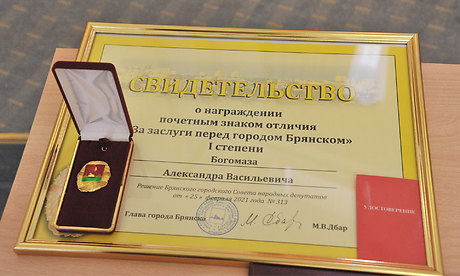 СВИДЕТЕЛЬСТВО
о награждении
почетным знаком отличия
"За заслуги перед городом Брянском»
I степени
Богомаза
Александра Васильевича
Решение Брянского городского Совета народных депутатов
от «25» февраля 2021 года № 313
Глава города Брянска
М.В.Дбар
УДОСТОВЕРЕНИЕ